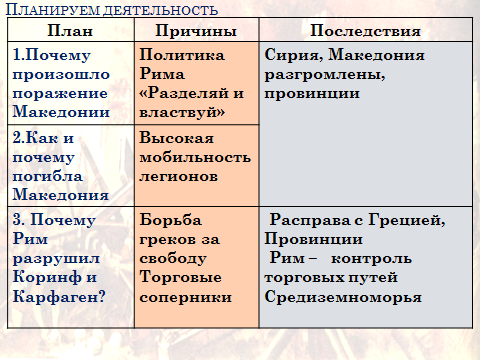 Планируем деятельность
План
Причины
Последствия
1.Почему
произошло
поражение
Македонии
Политика
Рима
«Разделяй и
властвуй»
Сирия, Македония
разгромлены,
провинции
2.Как и
почему
погибла
Македония
Высокая
мобильность
легионов
3. Почему
Рим
разрушил
Коринф и
Карфаген?
Борьба
греков за
свободу
Торговые
соперники
Расправа с Грецией,
Провинции
Рим – контроль
торговых путей
Средиземноморья